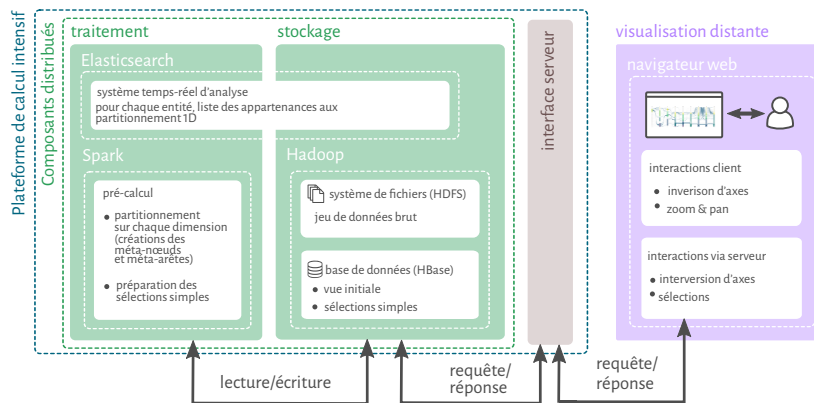 Plateforme de calcul intensif
Composants distribués
traitement
stockage
Elasticsearch
système temps-réel d'analyse
pour chaque entité, liste des appartenances aux
partitionnement 1D
Spark
pré-calcul
partitionnement
sur chaque dimension
(créations des
méta-nœuds
et méta-arêtes)
préparation des
sélections simples
Hadoop
système de fichiers (HDFS)
jeu de données brut
base de données (HBase)
vue initiale
sélections simples
interface serveur
visualisation distante
navigateur web
interactions client
inverison d'axes
zoom & pan
interactions via serveur
interversion d'axes
sélections
lecture/écriture
requête/
réponse
requête/
réponse